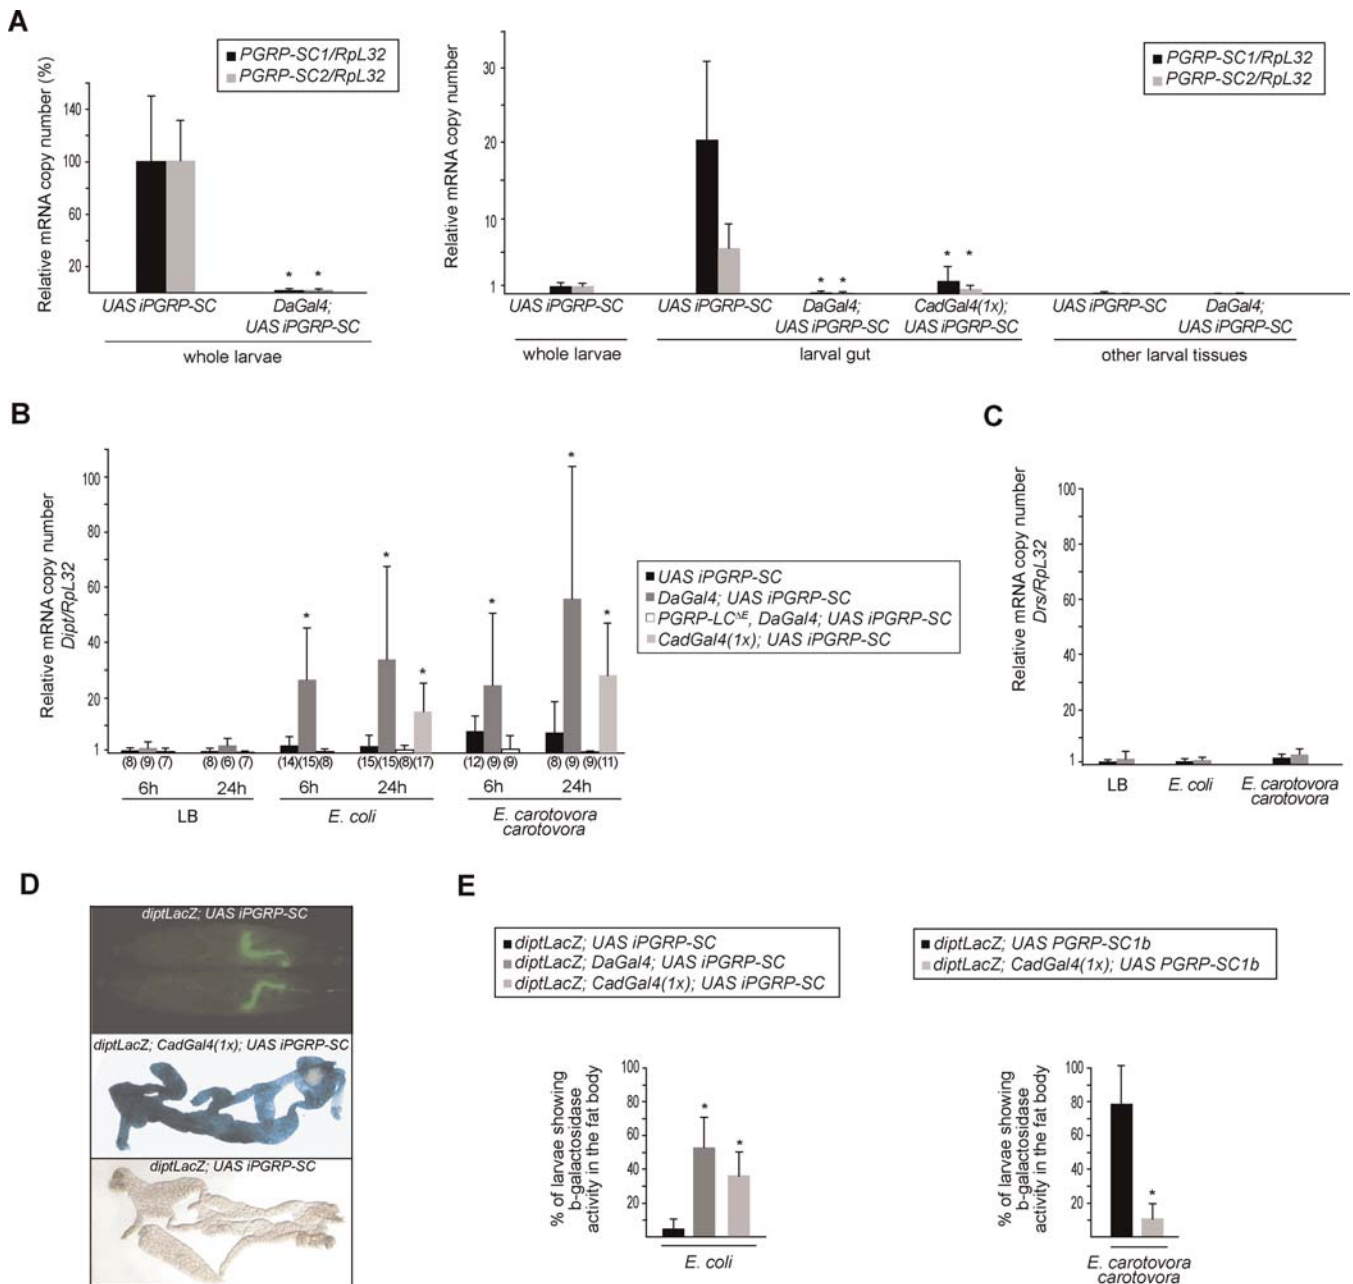 A
Relative mRNA copy number (%)
PGRP-SC1/RpL32
PGRP-SC2/RpL32
140
100
60
20
UAS iPGRP-SC
DaGal4;
UAS iPGRP-SC
* *
whole larvae
Relative mRNA copy number
PGRP-SC1/RpL32
PGRP-SC2/RpL32
30
20
10
1
* *
* *
UAS iPGRP-SC
UAS iPGRP-SC
DaGal4;
UAS iPGRP-SC
CadGal4(1x);
UAS iPGRP-SC
UAS iPGRP-SC
DaGal4;
UAS iPGRP-SC
whole larvae
larval gut
other larval tissues
B
Relative mRNA copy number
Dipt/RpL32
100
80
60
40
20
1
* * * * * *
UAS iPGRP-SC
DaGal4; UAS iPGRP-SC
PGRP-LCΔE, DaGal4; UAS iPGRP-SC
CadGal4(1x); UAS iPGRP-SC
(8) (9) (7) (8) (6) (7) (14)(15)(8) (15)(15)(8)(17) (12) (9) (9) (8) (9) (9)(11)
6h 24h 6h 24h 6h 24h
LB
E. coli
E. carotovora
carotovora
C
Relative mRNA copy number
Drs/RpL32
100
80
60
40
20
1
LB
E. coli
E. carotovora
carotovora
D
diptLacZ; UAS iPGRP-SC
diptLacZ; CadGal4(1x); UAS iPGRP-SC
diptLacZ; UAS iPGRP-SC
E
diptLacZ; UAS iPGRP-SC
diptLacZ; DaGal4; UAS iPGRP-SC
diptLacZ; CadGal4(1x); UAS iPGRP-SC
% of larvae showing
b-galactosidase
activity in the fat body
100
80
60
40
20
* *
E. coli
diptLacZ; UAS PGRP-SC1b
diptLacZ; CadGal4(1x); UAS PGRP-SC1b
% of larvae showing
b-galactosidase
activity in the fat body
100
80
60
40
20
*
E. carotovora
carotovora